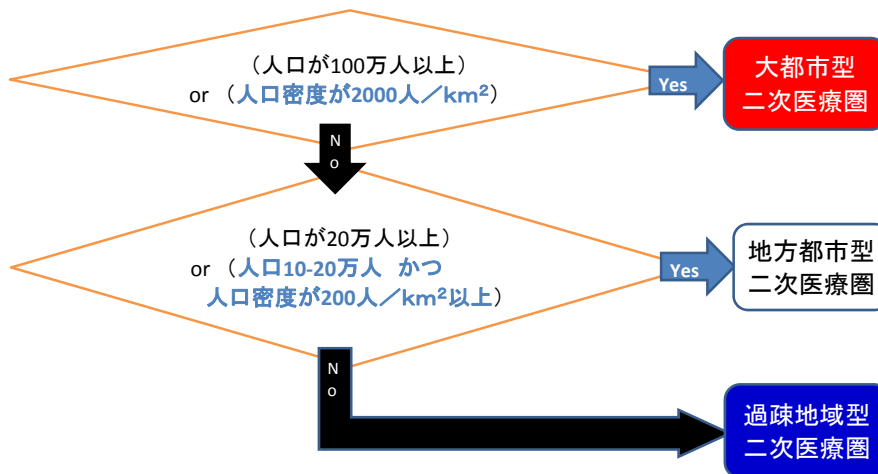 （人口が100万人以上）
or （人口密度が2000人／km²）
Yes
大都市型
二次医療圏
No
（人口が20万人以上）
or （人口10-20万人 かつ
人口密度が200人／km²以上）
Yes
地方都市型
二次医療圏
No
過疎地域型
二次医療圏